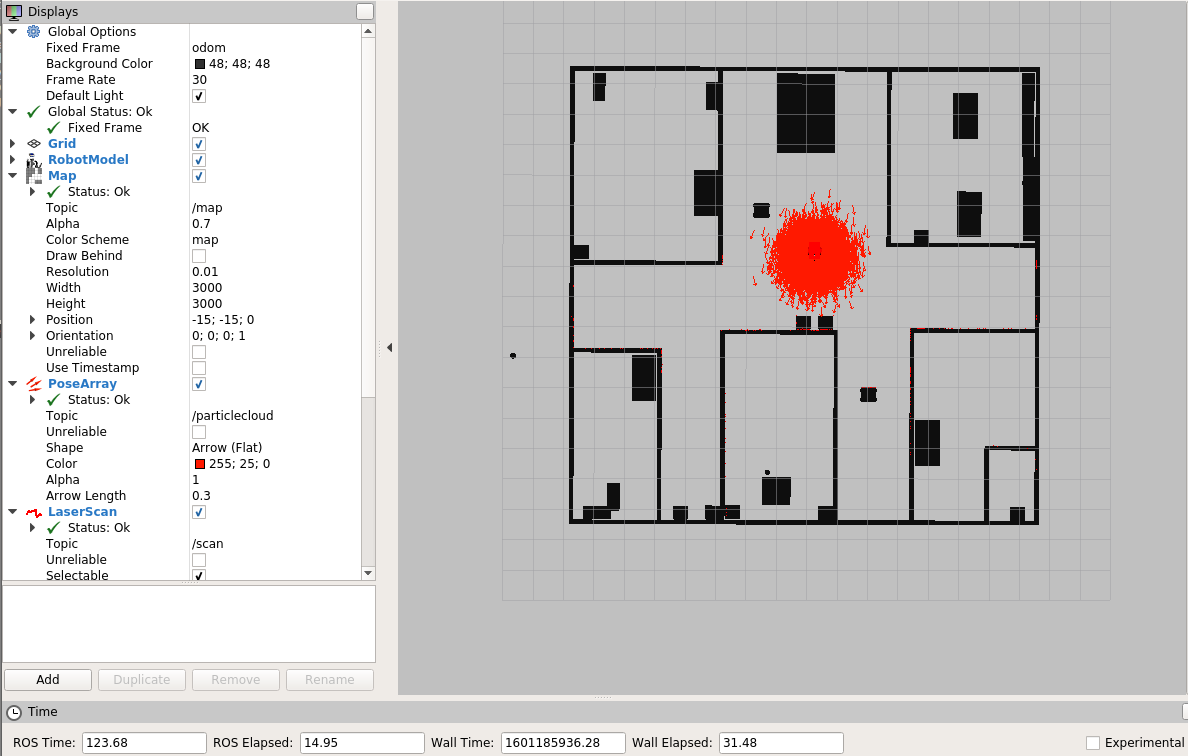 Displays
Global Options
Fixed Frame odom
Background Color 48; 48; 48
Frame Rate 30
Default Light
Global Status: Ok
Fixed Frame OK
Grid
RobotModel
Map
Status: Ok
Topic /map
Alpha 0.7
Color Scheme map
Draw Behind
Resolution 0.01
Width 3000
Height 3000
Position -15; -15; 0
Orientation 0; 0; 0; 1
Unreliable
Use Timestamp
PoseArray
Status: Ok
Topic /particlecloud
Unreliable
Shape Arrow (Flat)
Color 255; 25; 0
Alpha 1
Arrow Length 0.3
LaserScan
Status: Ok
Topic /scan
Unreliable
Selectable
Add Duplicate Remove Rename
Time
ROS Time: 123.68 ROS Elapsed: 14.95 Wall Time: 1601185936.28 Wall Elapsed: 31.48 Experimental